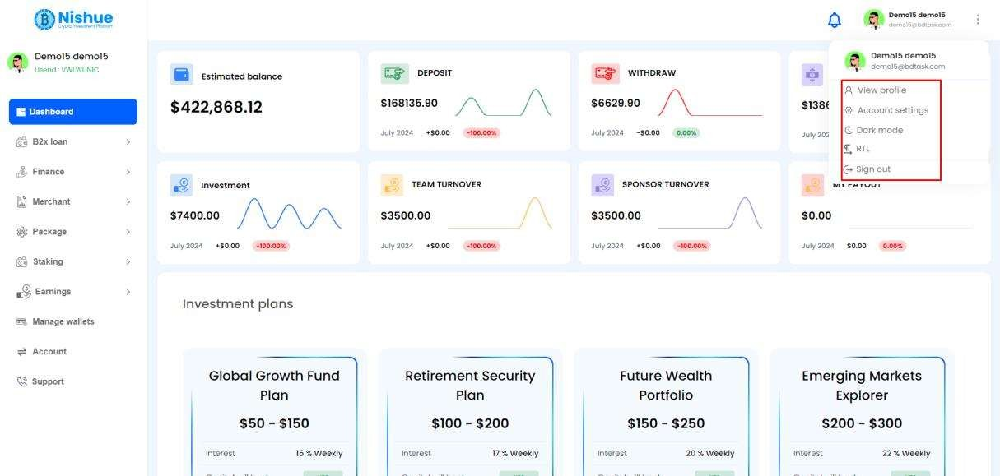 Nishue
Crypto Investment Platform
Demo15 demo15
demo15@bdtask.com
Demo15 demo15
Userid : VWLWUNIC
Dashboard
B2x loan
Finance
Merchant
Package
Staking
Earnings
Manage wallets
Account
Support
Demo15 demo15
demo15@bdtask.com
View profile
Account settings
Dark mode
RTL
Sign out
Estimated balance
$422,868.12
DEPOSIT
$168135.90
July 2024 +$0.00 -100.00%
WITHDRAW
$6629.90
July 2024 -$0.00 0.00%
$1386
July 202
Investment
$7400.00
July 2024 +$0.00 -100.00%
TEAM TURNOVER
$3500.00
July 2024 +$0.00 -100.00%
SPONSOR TURNOVER
$3500.00
July 2024 +$0.00 -100.00%
MY PAYOUT
$0.00
July 2024 $0.00 0.00%
Investment plans
Global Growth Fund
Plan
$50 - $150
Interest 15 % Weekly
Retirement Security
Plan
$100 - $200
Interest 17 % Weekly
Future Wealth
Portfolio
$150 - $250
Interest 20 % Weekly
Emerging Markets
Explorer
$200 - $300
Interest 22 % Weekly